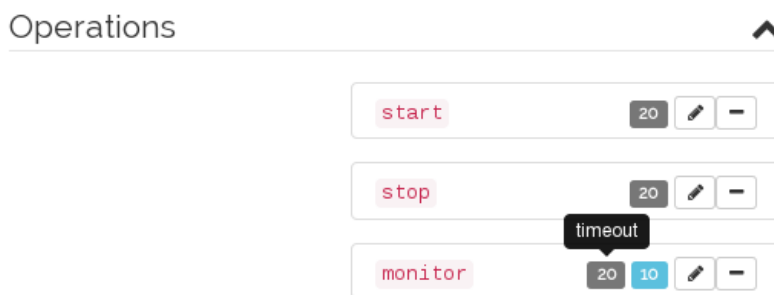 Operations
start 20
stop 20
timeout
monitor 20 10